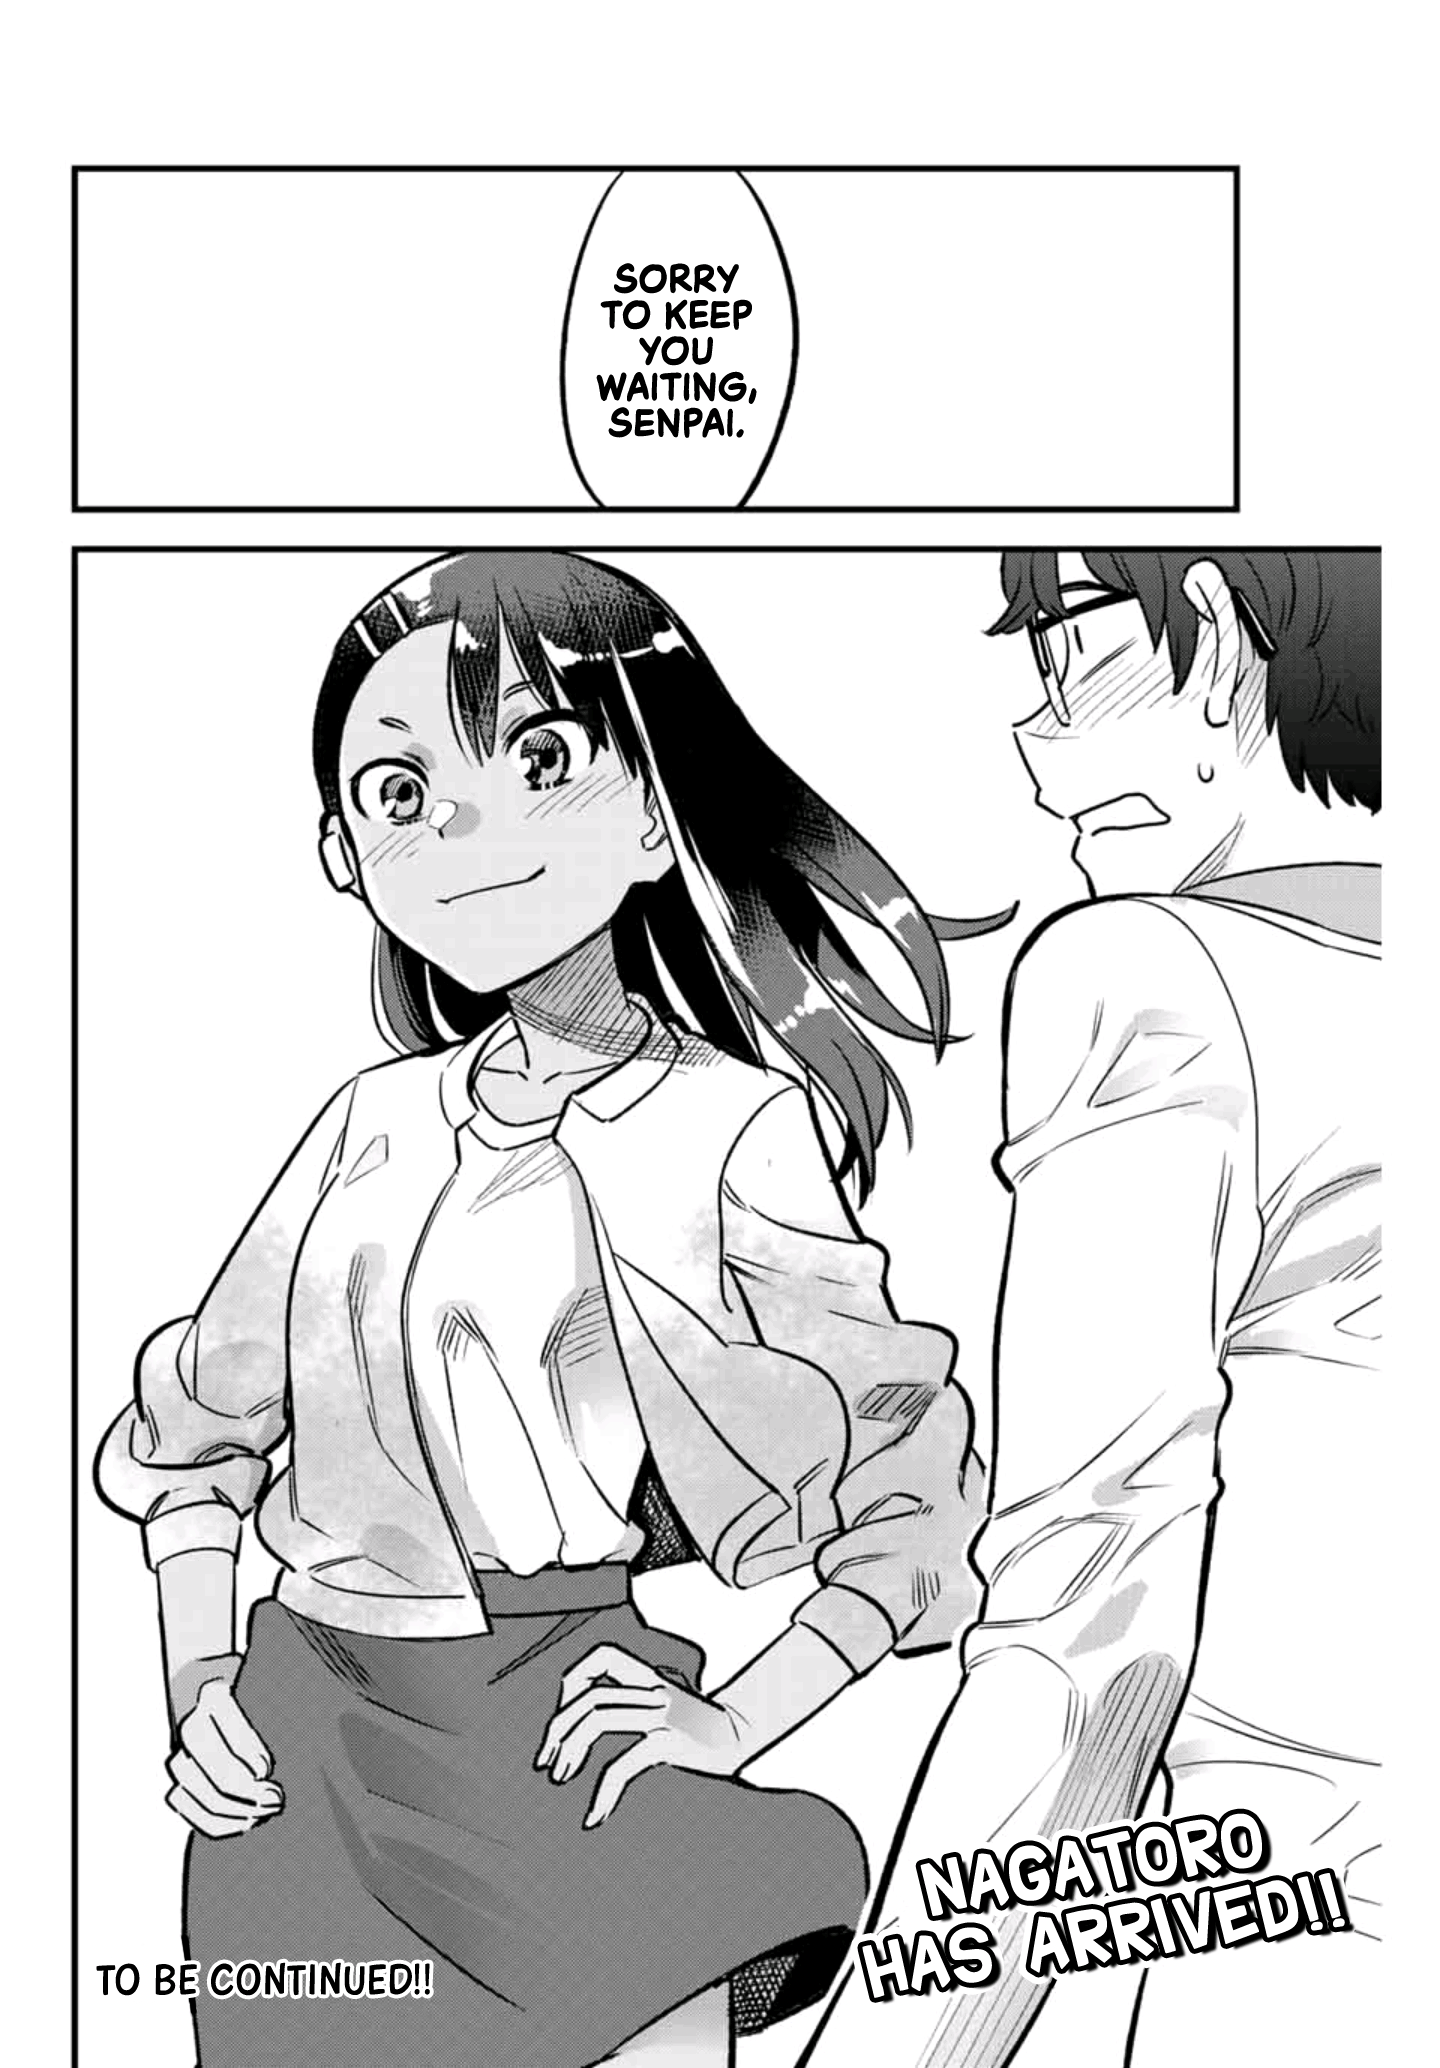 SORRY
TO KEEP
YOU
WAITING,
SENPAI.
NAGATORO
HAS ARRIVED!!
TO BE CONTINUED!!